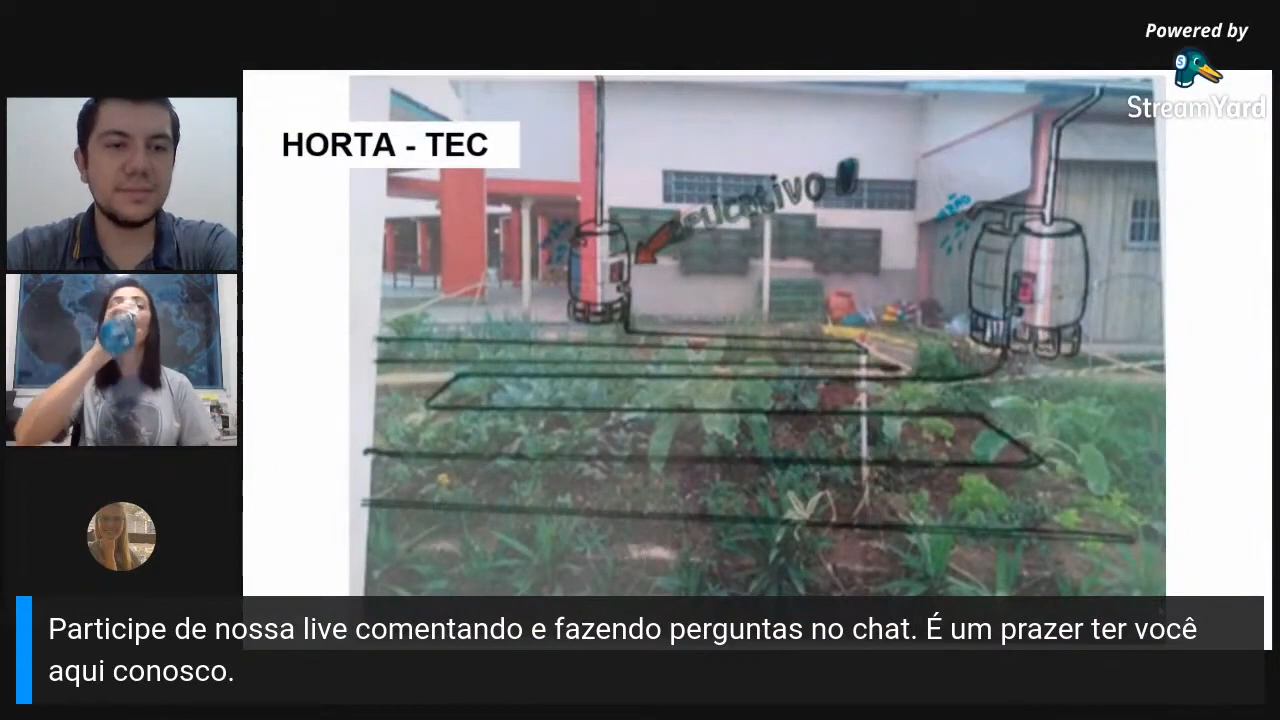 Powered by
StreamYard
HORTA - TEC
aplicativo
Participe de nossa live comentando e fazendo perguntas no chat. É um prazer ter você
aqui conosco.